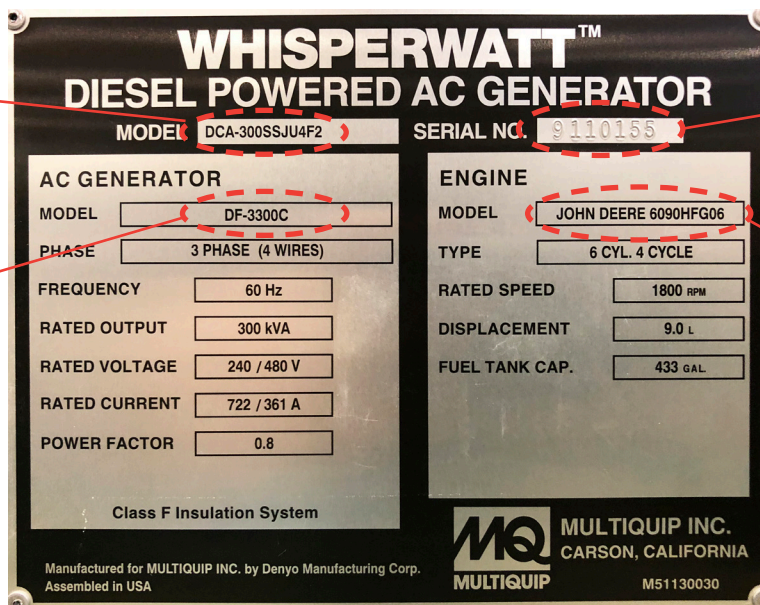 WHISPERWATT™
DIESEL POWERED AC GENERATOR
MODEL DCA-300SSJU4F2
SERIAL NO. 9110155
AC GENERATOR
MODEL DF-3300C
PHASE 3 PHASE (4 WIRES)
FREQUENCY 60 Hz
RATED OUTPUT 300 kVA
RATED VOLTAGE 240 / 480 V
RATED CURRENT 722 / 361 A
POWER FACTOR 0.8
Class F Insulation System
ENGINE
MODEL JOHN DEERE 6090HFG06
TYPE 6 CYL. 4 CYCLE
RATED SPEED 1800 RPM
DISPLACEMENT 9.0 L
FUEL TANK CAP. 433 GAL.
Manufactured for MULTIQUIP INC. by Denyo Manufacturing Corp.
Assembled in USA
MQ
MULTIQUIP
MULTIQUIP INC.
CARSON, CALIFORNIA
M51130030